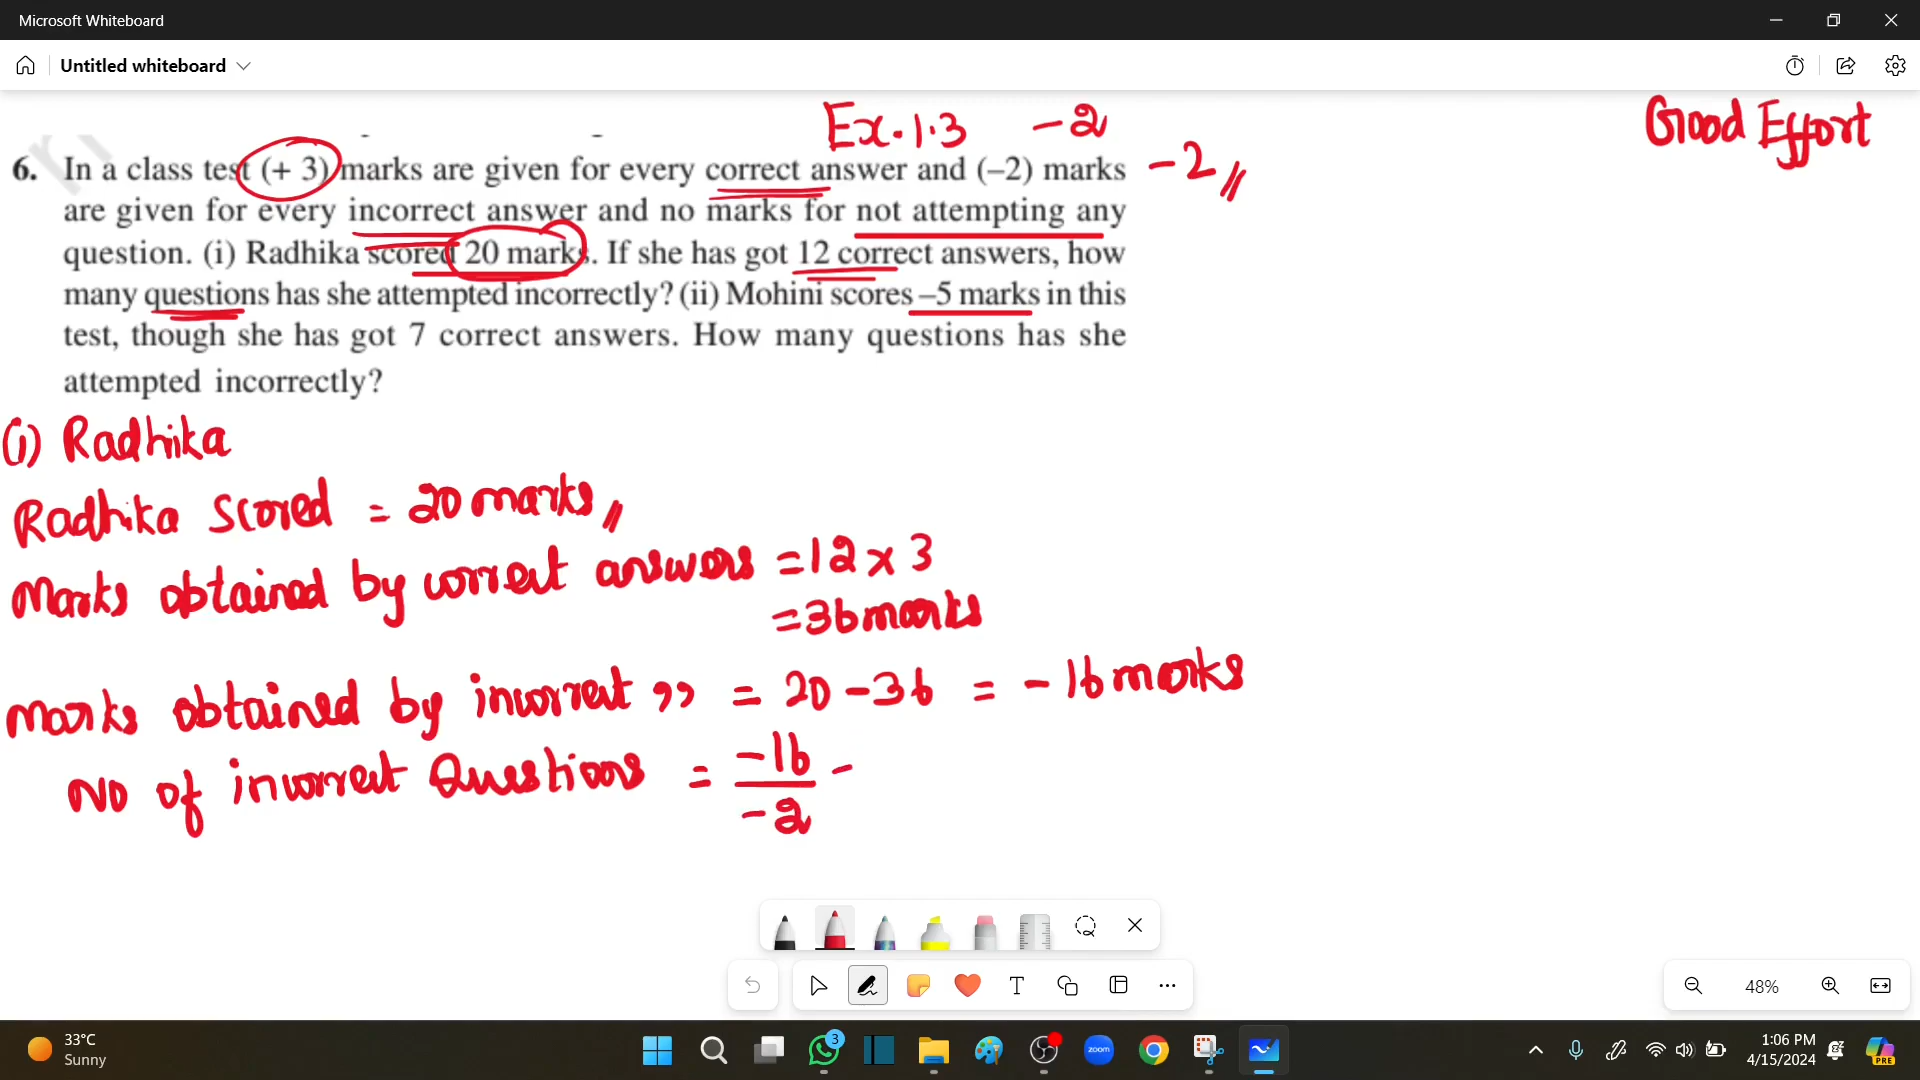 Microsoft Whiteboard
Untitled whiteboard
Ex.1.3 -2
Good Effort
6. In a class test (+ 3) marks are given for every correct answer and (–2) marks -2
are given for every incorrect answer and no marks for not attempting any
question. (i) Radhika scored 20 marks. If she has got 12 correct answers, how
many questions has she attempted incorrectly? (ii) Mohini scores –5 marks in this
test, though she has got 7 correct answers. How many questions has she
attempted incorrectly?
(i) Radhika
Radhika Scored = 20 marks
Marks obtained by correct answers = 12 x 3
= 36 marks
Marks obtained by incorrect ,, = 20 - 36 = - 16 marks
No of incorrect Questions = -16 -
-2
48%
33°C
Sunny
3
zoom
1:06 PM
4/15/2024
PRE